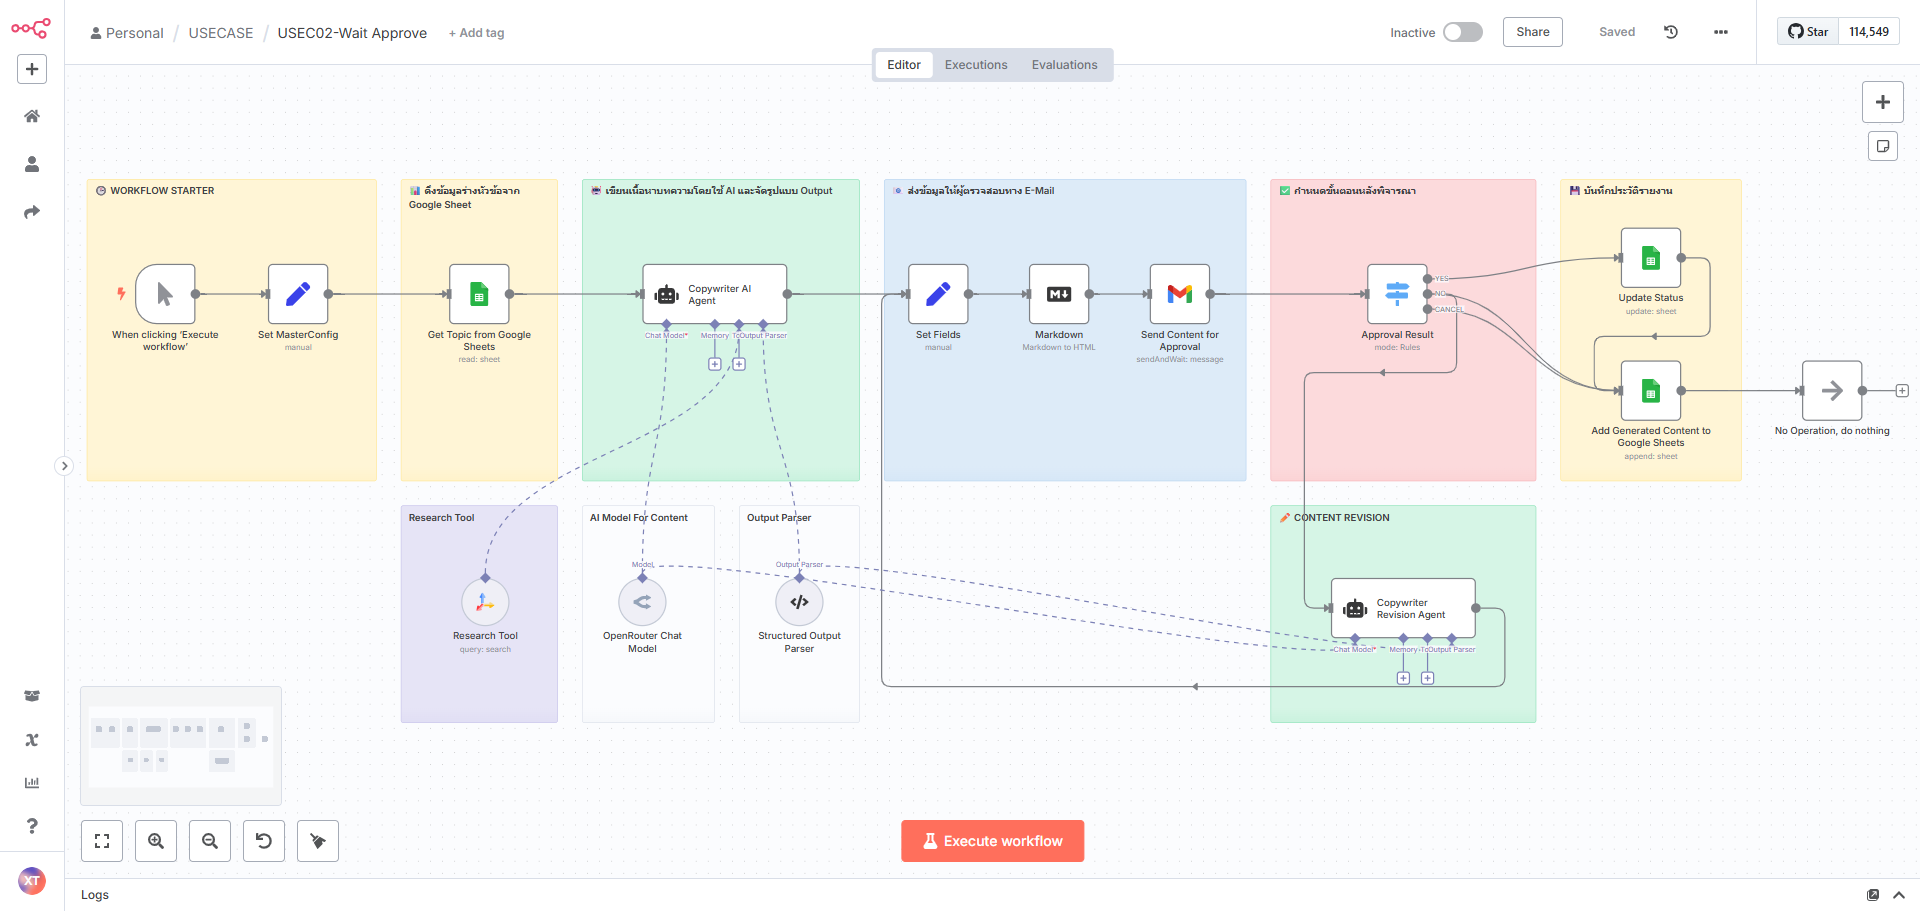 Personal / USECASE / USEC02-Wait Approve + Add tag
Inactive
Share
Saved
Star 114,549
Editor Executions Evaluations
WORKFLOW STARTER
When clicking ‘Execute
workflow’
Set MasterConfig
manual
ดึงข้อมูลร่างหัวข้อจาก
Google Sheet
Get Topic from Google
Sheets
read: sheet
เขียนเนื้อหาบทความโดยใช้ AI และจัดรูปแบบ Output
Copywriter AI
Agent
Chat Model*
Memory
Output Parser
ส่งข้อมูลให้ผู้ตรวจสอบทาง E-Mail
Set Fields
manual
Markdown
Markdown to HTML
Send Content for
Approval
sendAndWait: message
กำหนดขั้นตอนหลังพิจารณา
YES
NO
CANCEL
Approval Result
mode: Rules
บันทึกประวัติรายงาน
Update Status
update: sheet
Add Generated Content to
Google Sheets
append: sheet
No Operation, do nothing
Research Tool
Research Tool
query: search
AI Model For Content
Model
OpenRouter Chat
Model
Output Parser
Output Parser
Structured Output
Parser
CONTENT REVISION
Copywriter
Revision Agent
Chat Model*
Memory
Output Parser
Execute workflow
XT
Logs